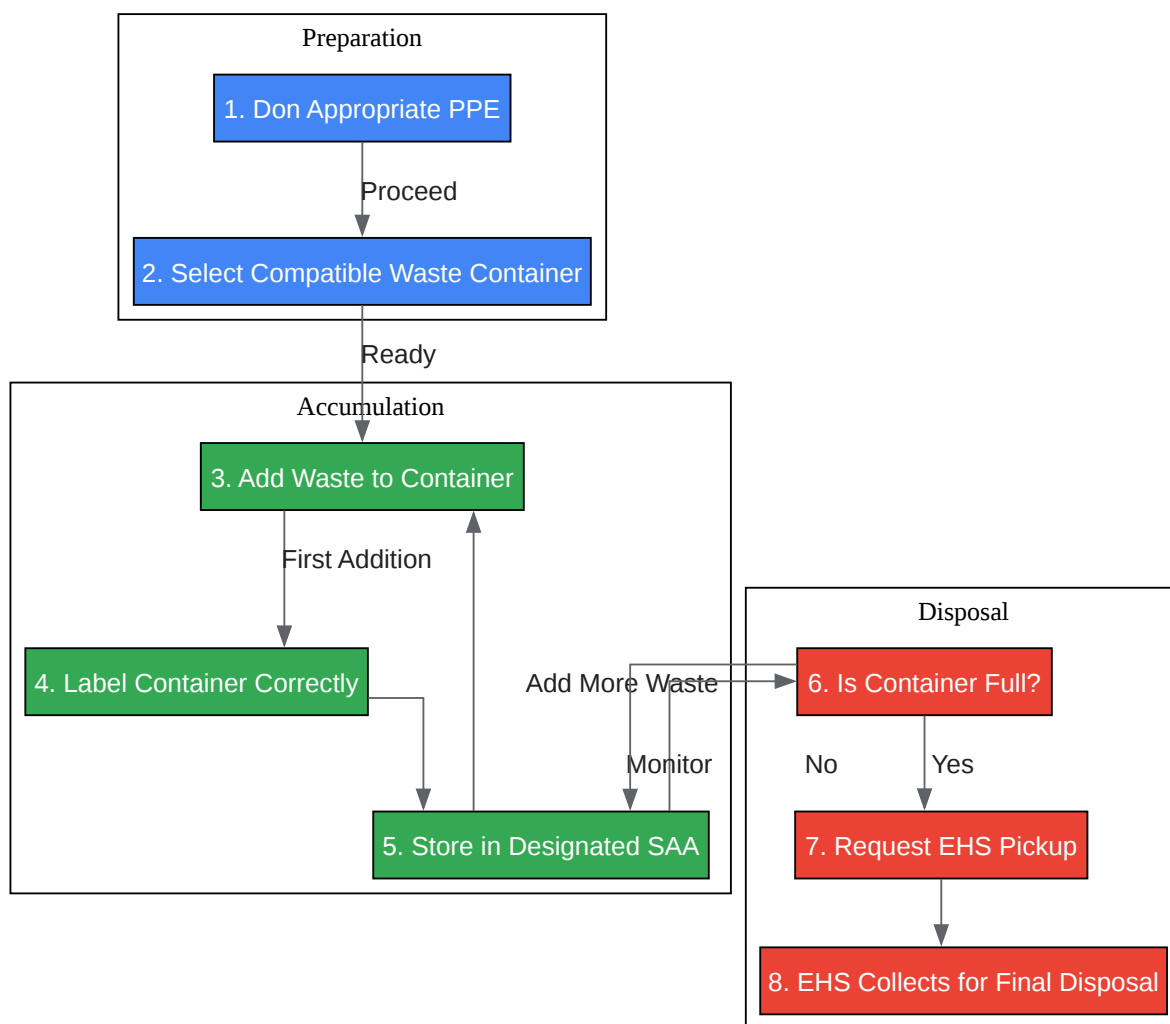 Preparation
1. Don Appropriate PPE
Proceed
2. Select Compatible Waste Container
Ready
Accumulation
3. Add Waste to Container
First Addition
4. Label Container Correctly
5. Store in Designated SAA
Add More Waste
Monitor
Disposal
6. Is Container Full?
No
Yes
7. Request EHS Pickup
8. EHS Collects for Final Disposal